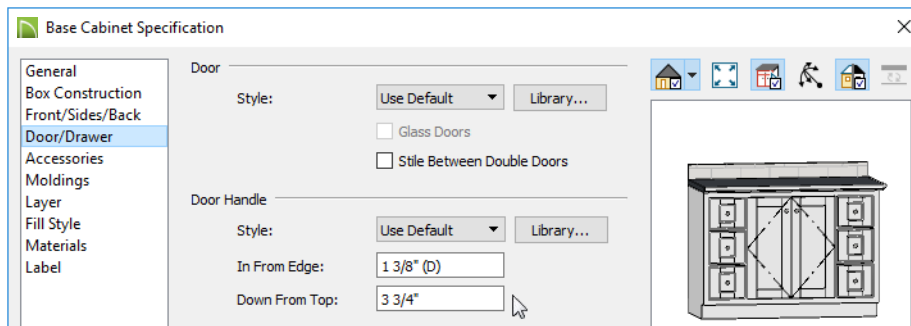 Base Cabinet Specification
General
Box Construction
Front/Sides/Back
Door/Drawer
Accessories
Moldings
Layer
Fill Style
Materials
Label
Door
Style: Use Default Library...
Glass Doors
Stile Between Double Doors
Door Handle
Style: Use Default Library...
In From Edge: 1 3/8" (D)
Down From Top: 3 3/4"